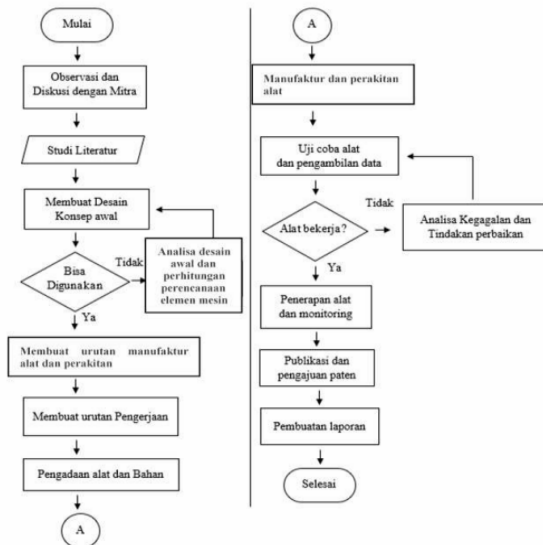 Mulai
Observasi dan
Diskusi dengan Mitra
Studi Literatur
Membuat Desain
Konsep awal
Bisa
Digunakan
Tidak
Analisa desain
awal dan
perhitungan
perencanaan
elemen mesin
Ya
Membuat urutan manufaktur
alat dan perakitan
Membuat urutan Pengerjaan
Pengadaan alat dan Bahan
A
A
Manufaktur dan perakitan
alat
Uji coba alat
dan pengambilan data
Alat bekerja?
Tidak
Analisa Kegagalan dan
Tindakan perbaikan
Ya
Penerapan alat
dan monitoring
Publikasi dan
pengajuan paten
Pembuatan laporan
Selesai